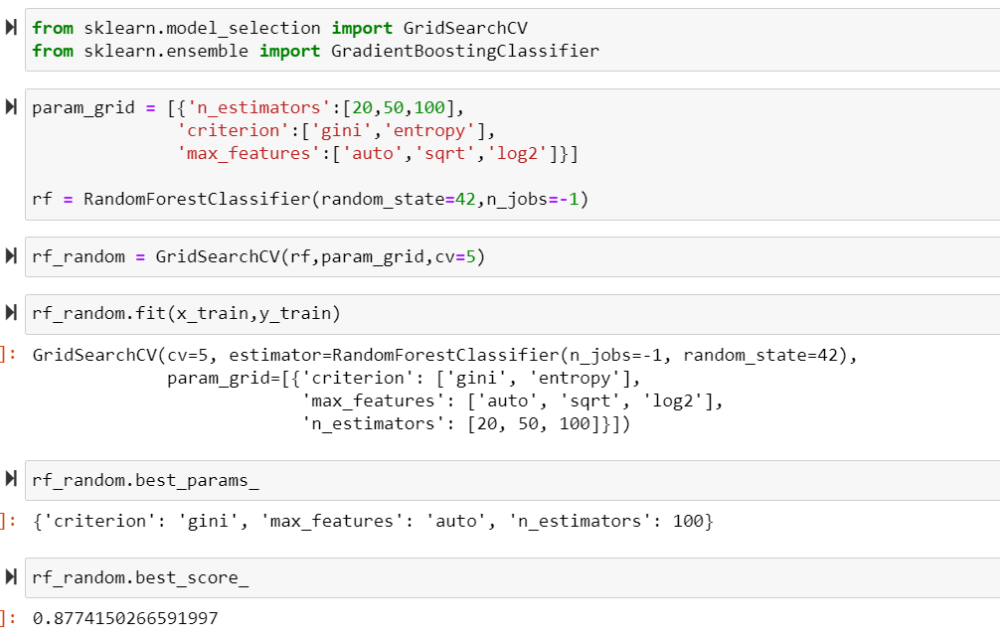 from sklearn.model_selection import GridSearchCV
from sklearn.ensemble import GradientBoostingClassifier
param_grid = [{'n_estimators':[20,50,100],
'criterion':['gini','entropy'],
'max_features':['auto','sqrt','log2']}]
rf = RandomForestClassifier(random_state=42,n_jobs=-1)
rf_random = GridSearchCV(rf,param_grid,cv=5)
rf_random.fit(x_train,y_train)
]: GridSearchCV(cv=5, estimator=RandomForestClassifier(n_jobs=-1, random_state=42),
param_grid=[{'criterion': ['gini', 'entropy'],
'max_features': ['auto', 'sqrt', 'log2'],
'n_estimators': [20, 50, 100]}])
rf_random.best_params_
]: {'criterion': 'gini', 'max_features': 'auto', 'n_estimators': 100}
rf_random.best_score_
]: 0.8774150266591997